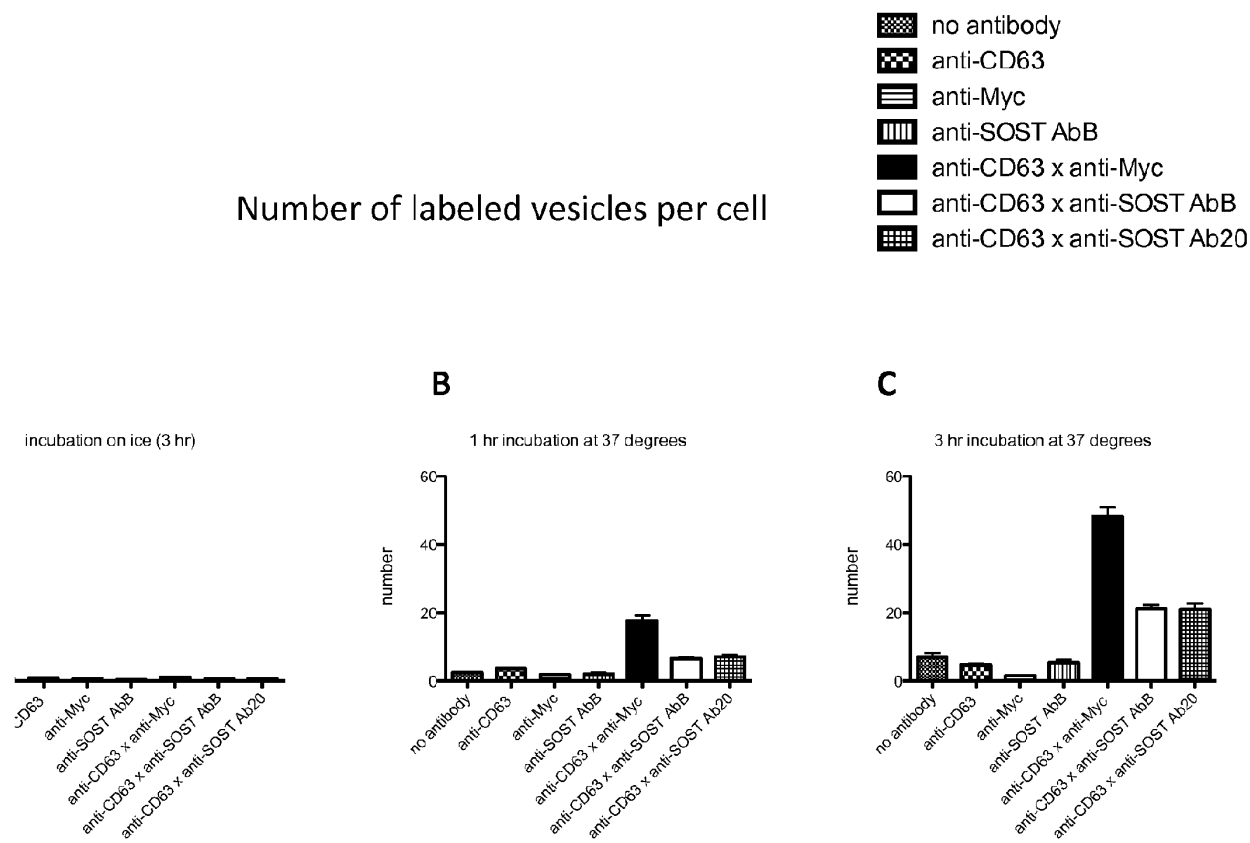 no antibody
anti-CD63
anti-Myc
anti-SOST AbB
anti-CD63 x anti-Myc
anti-CD63 x anti-SOST AbB
anti-CD63 x anti-SOST Ab20
Number of labeled vesicles per cell
incubation on ice (3 hr)
CD63
anti-Myc
anti-SOST AbB
anti-CD63 x anti-Myc
anti-CD63 x anti-SOST AbB
anti-CD63 x anti-SOST Ab20
B
1 hr incubation at 37 degrees
60
40
20
0
number
no antibody
anti-CD63
anti-Myc
anti-SOST AbB
anti-CD63 x anti-Myc
anti-CD63 x anti-SOST AbB
anti-CD63 x anti-SOST Ab20
C
3 hr incubation at 37 degrees
60
40
20
0
number
no antibody
anti-CD63
anti-Myc
anti-SOST AbB
anti-CD63 x anti-Myc
anti-CD63 x anti-SOST AbB
anti-CD63 x anti-SOST Ab20